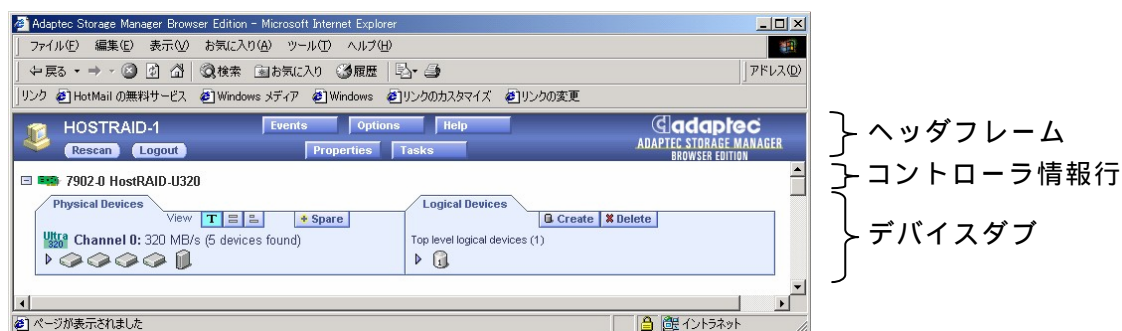 Adaptec Storage Manager Browser Edition - Microsoft Internet Explorer
ファイル(F) 編集(E) 表示(V) お気に入り(A) ツール(T) ヘルプ(H)
戻る 検索 お気に入り 履歴 アドレス(D)
リンク HotMail の無料サービス Windows メディア Windows リンクのカスタマイズ リンクの変更
HOSTRAID-1 Events Options Help adaptec
Rescan Logout Properties Tasks ADAPTEC STORAGE MANAGER
BROWSER EDITION
ヘッダフレーム
7902-0 HostRAID-U320
コントローラ情報行
Physical Devices Logical Devices
View T + Spare Create Delete
Ultra 320 Channel 0: 320 MB/s (5 devices found) Top level logical devices (1)
デバイスダブ
ページが表示されました イントラネット